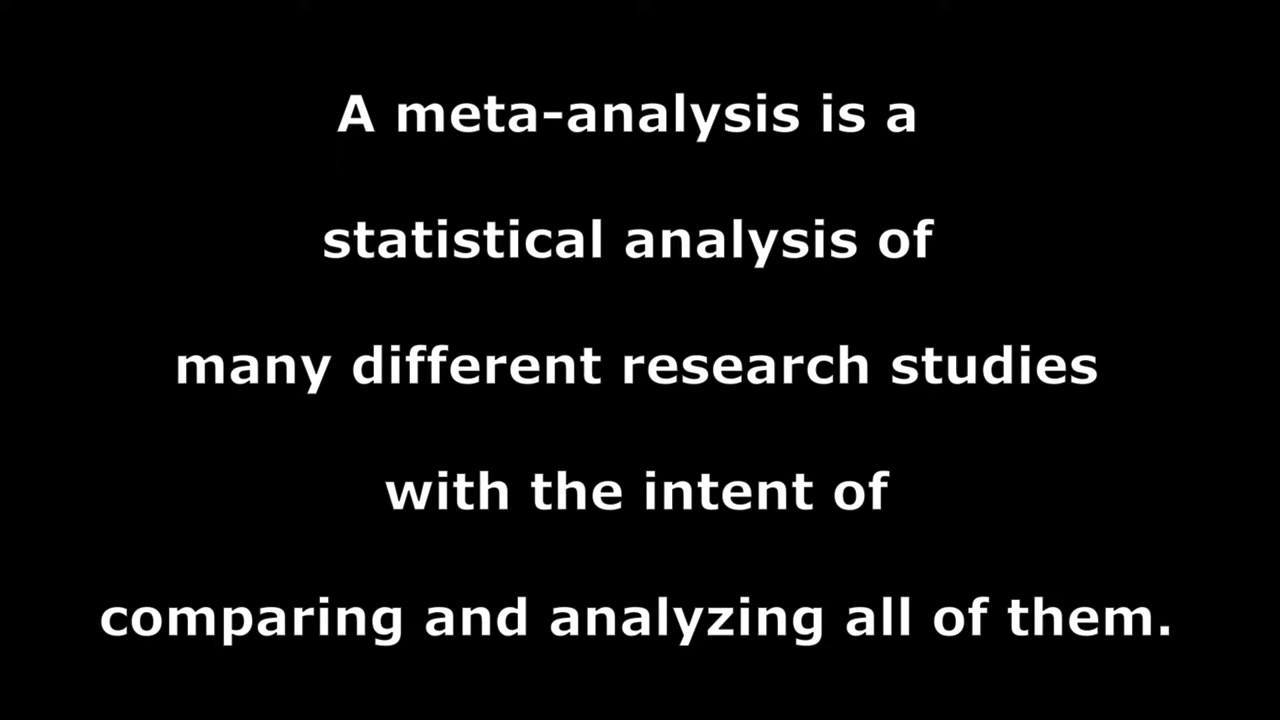 A meta-analysis is a
statistical analysis of
many different research studies
with the intent of
comparing and analyzing all of them.